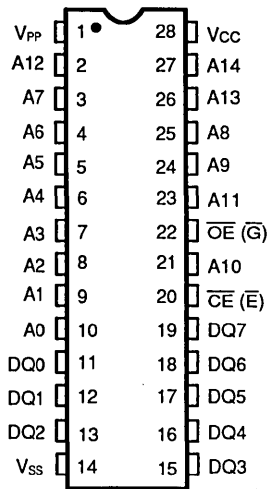 VPP 1 28 VCC
A12 2 27 A14
A7 3 26 A13
A6 4 25 A8
A5 5 24 A9
A4 6 23 A11
A3 7 22 O̅E̅ (G̅)
A2 8 21 A10
A1 9 20 C̅E̅ (E̅)
A0 10 19 DQ7
DQ0 11 18 DQ6
DQ1 12 17 DQ5
DQ2 13 16 DQ4
VSS 14 15 DQ3